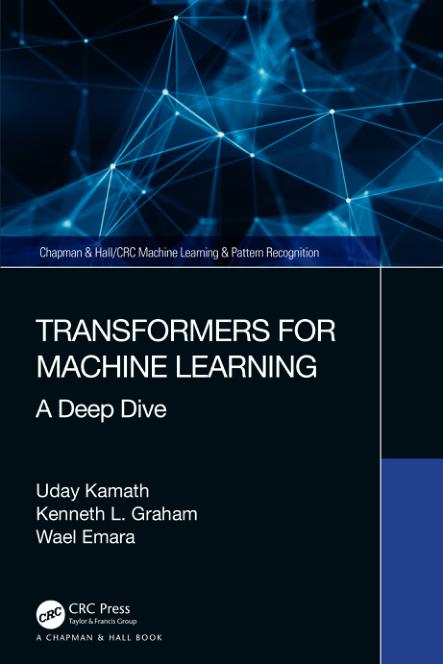 Chapman & Hall/CRC Machine Learning & Pattern Recognition
TRANSFORMERS FOR
MACHINE LEARNING
A Deep Dive
Uday Kamath
Kenneth L. Graham
Wael Emara
CRC
CRC Press
Taylor & Francis Group
A CHAPMAN & HALL BOOK